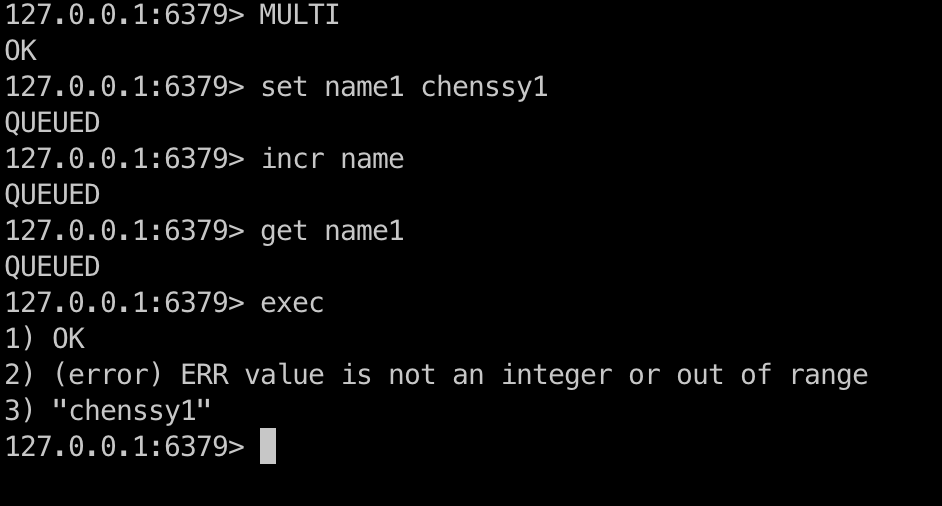 127.0.0.1:6379> MULTI
OK
127.0.0.1:6379> set name1 chenssy1
QUEUED
127.0.0.1:6379> incr name
QUEUED
127.0.0.1:6379> get name1
QUEUED
127.0.0.1:6379> exec
1) OK
2) (error) ERR value is not an integer or out of range
3) "chenssy1"
127.0.0.1:6379>